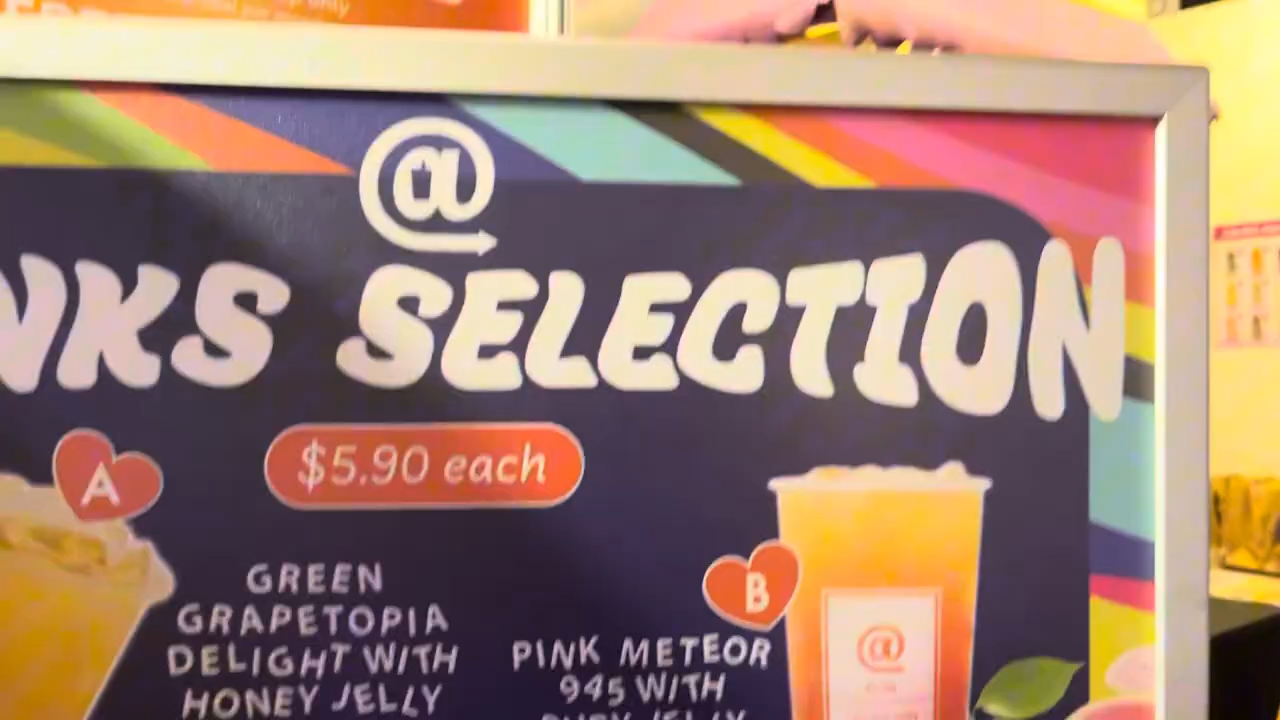 @
NKS SELECTION
$5.90 each
A
GREEN
GRAPETOPIA
DELIGHT WITH
HONEY JELLY
B
PINK METEOR
945 WITH
@